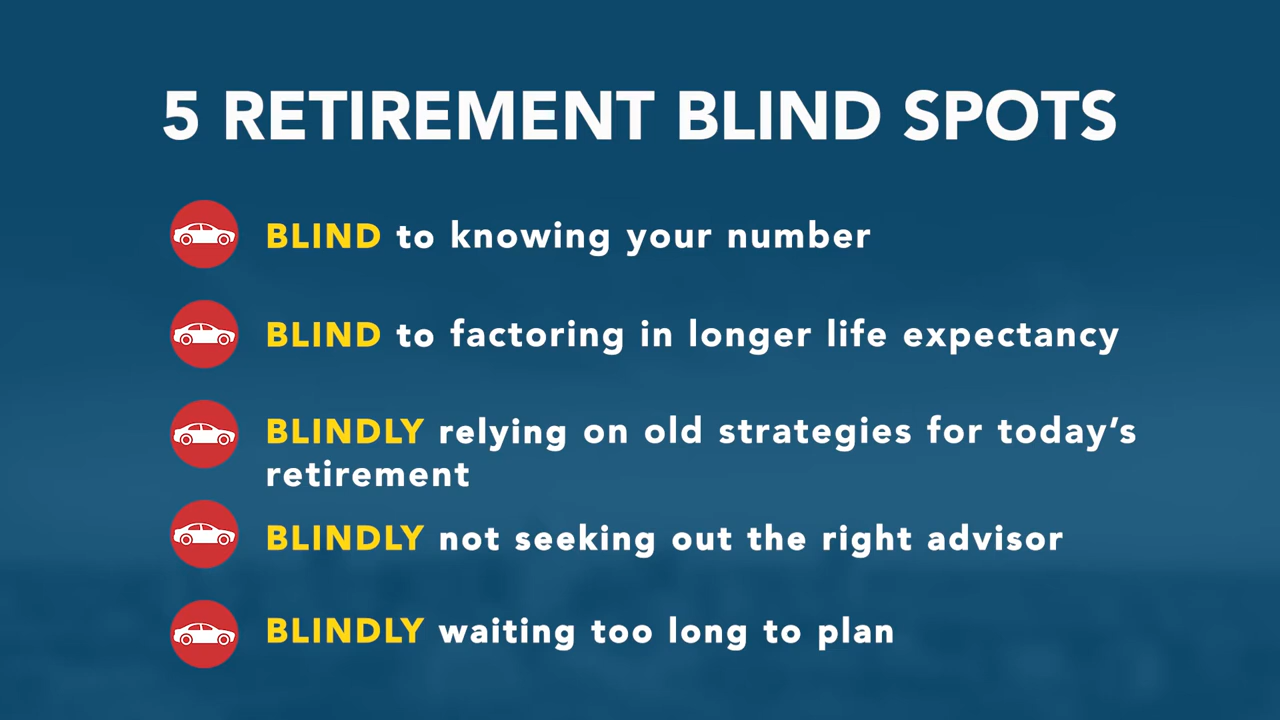 5 RETIREMENT BLIND SPOTS
BLIND to knowing your number
BLIND to factoring in longer life expectancy
BLINDLY relying on old strategies for today’s
retirement
BLINDLY not seeking out the right advisor
BLINDLY waiting too long to plan